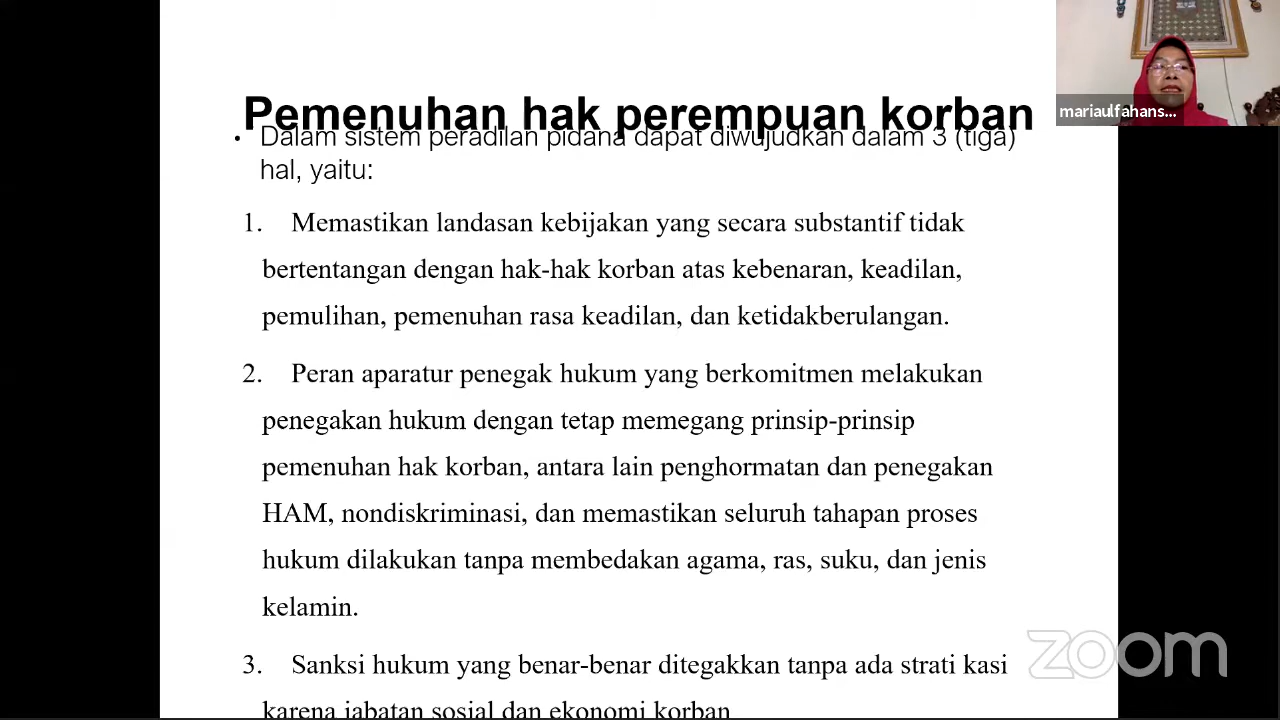 Pemenuhan hak perempuan korban
• Dalam sistem peradilan pidana dapat diwujudkan dalam 3 (tiga)
hal, yaitu:
1. Memastikan landasan kebijakan yang secara substantif tidak
bertentangan dengan hak-hak korban atas kebenaran, keadilan,
pemulihan, pemenuhan rasa keadilan, dan ketidakberulangan.
2. Peran aparatur penegak hukum yang berkomitmen melakukan
penegakan hukum dengan tetap memegang prinsip-prinsip
pemenuhan hak korban, antara lain penghormatan dan penegakan
HAM, nondiskriminasi, dan memastikan seluruh tahapan proses
hukum dilakukan tanpa membedakan agama, ras, suku, dan jenis
kelamin.
3. Sanksi hukum yang benar-benar ditegakkan tanpa ada strati kasi
karena jabatan sosial dan ekonomi korban
mariaulfahans...
zoom